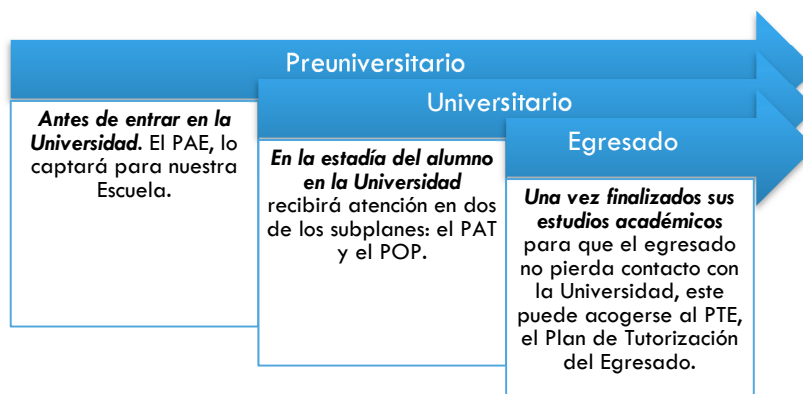 Preuniversitario
Antes de entrar en la
Universidad. El PAE, lo
captará para nuestra
Escuela.
Universitario
En la estadía del alumno
en la Universidad
recibirá atención en dos
de los subplanes: el PAT
y el POP.
Egresado
Una vez finalizados sus
estudios académicos
para que el egresado
no pierda contacto con
la Universidad, este
puede acogerse al PTE,
el Plan de Tutorización
del Egresado.